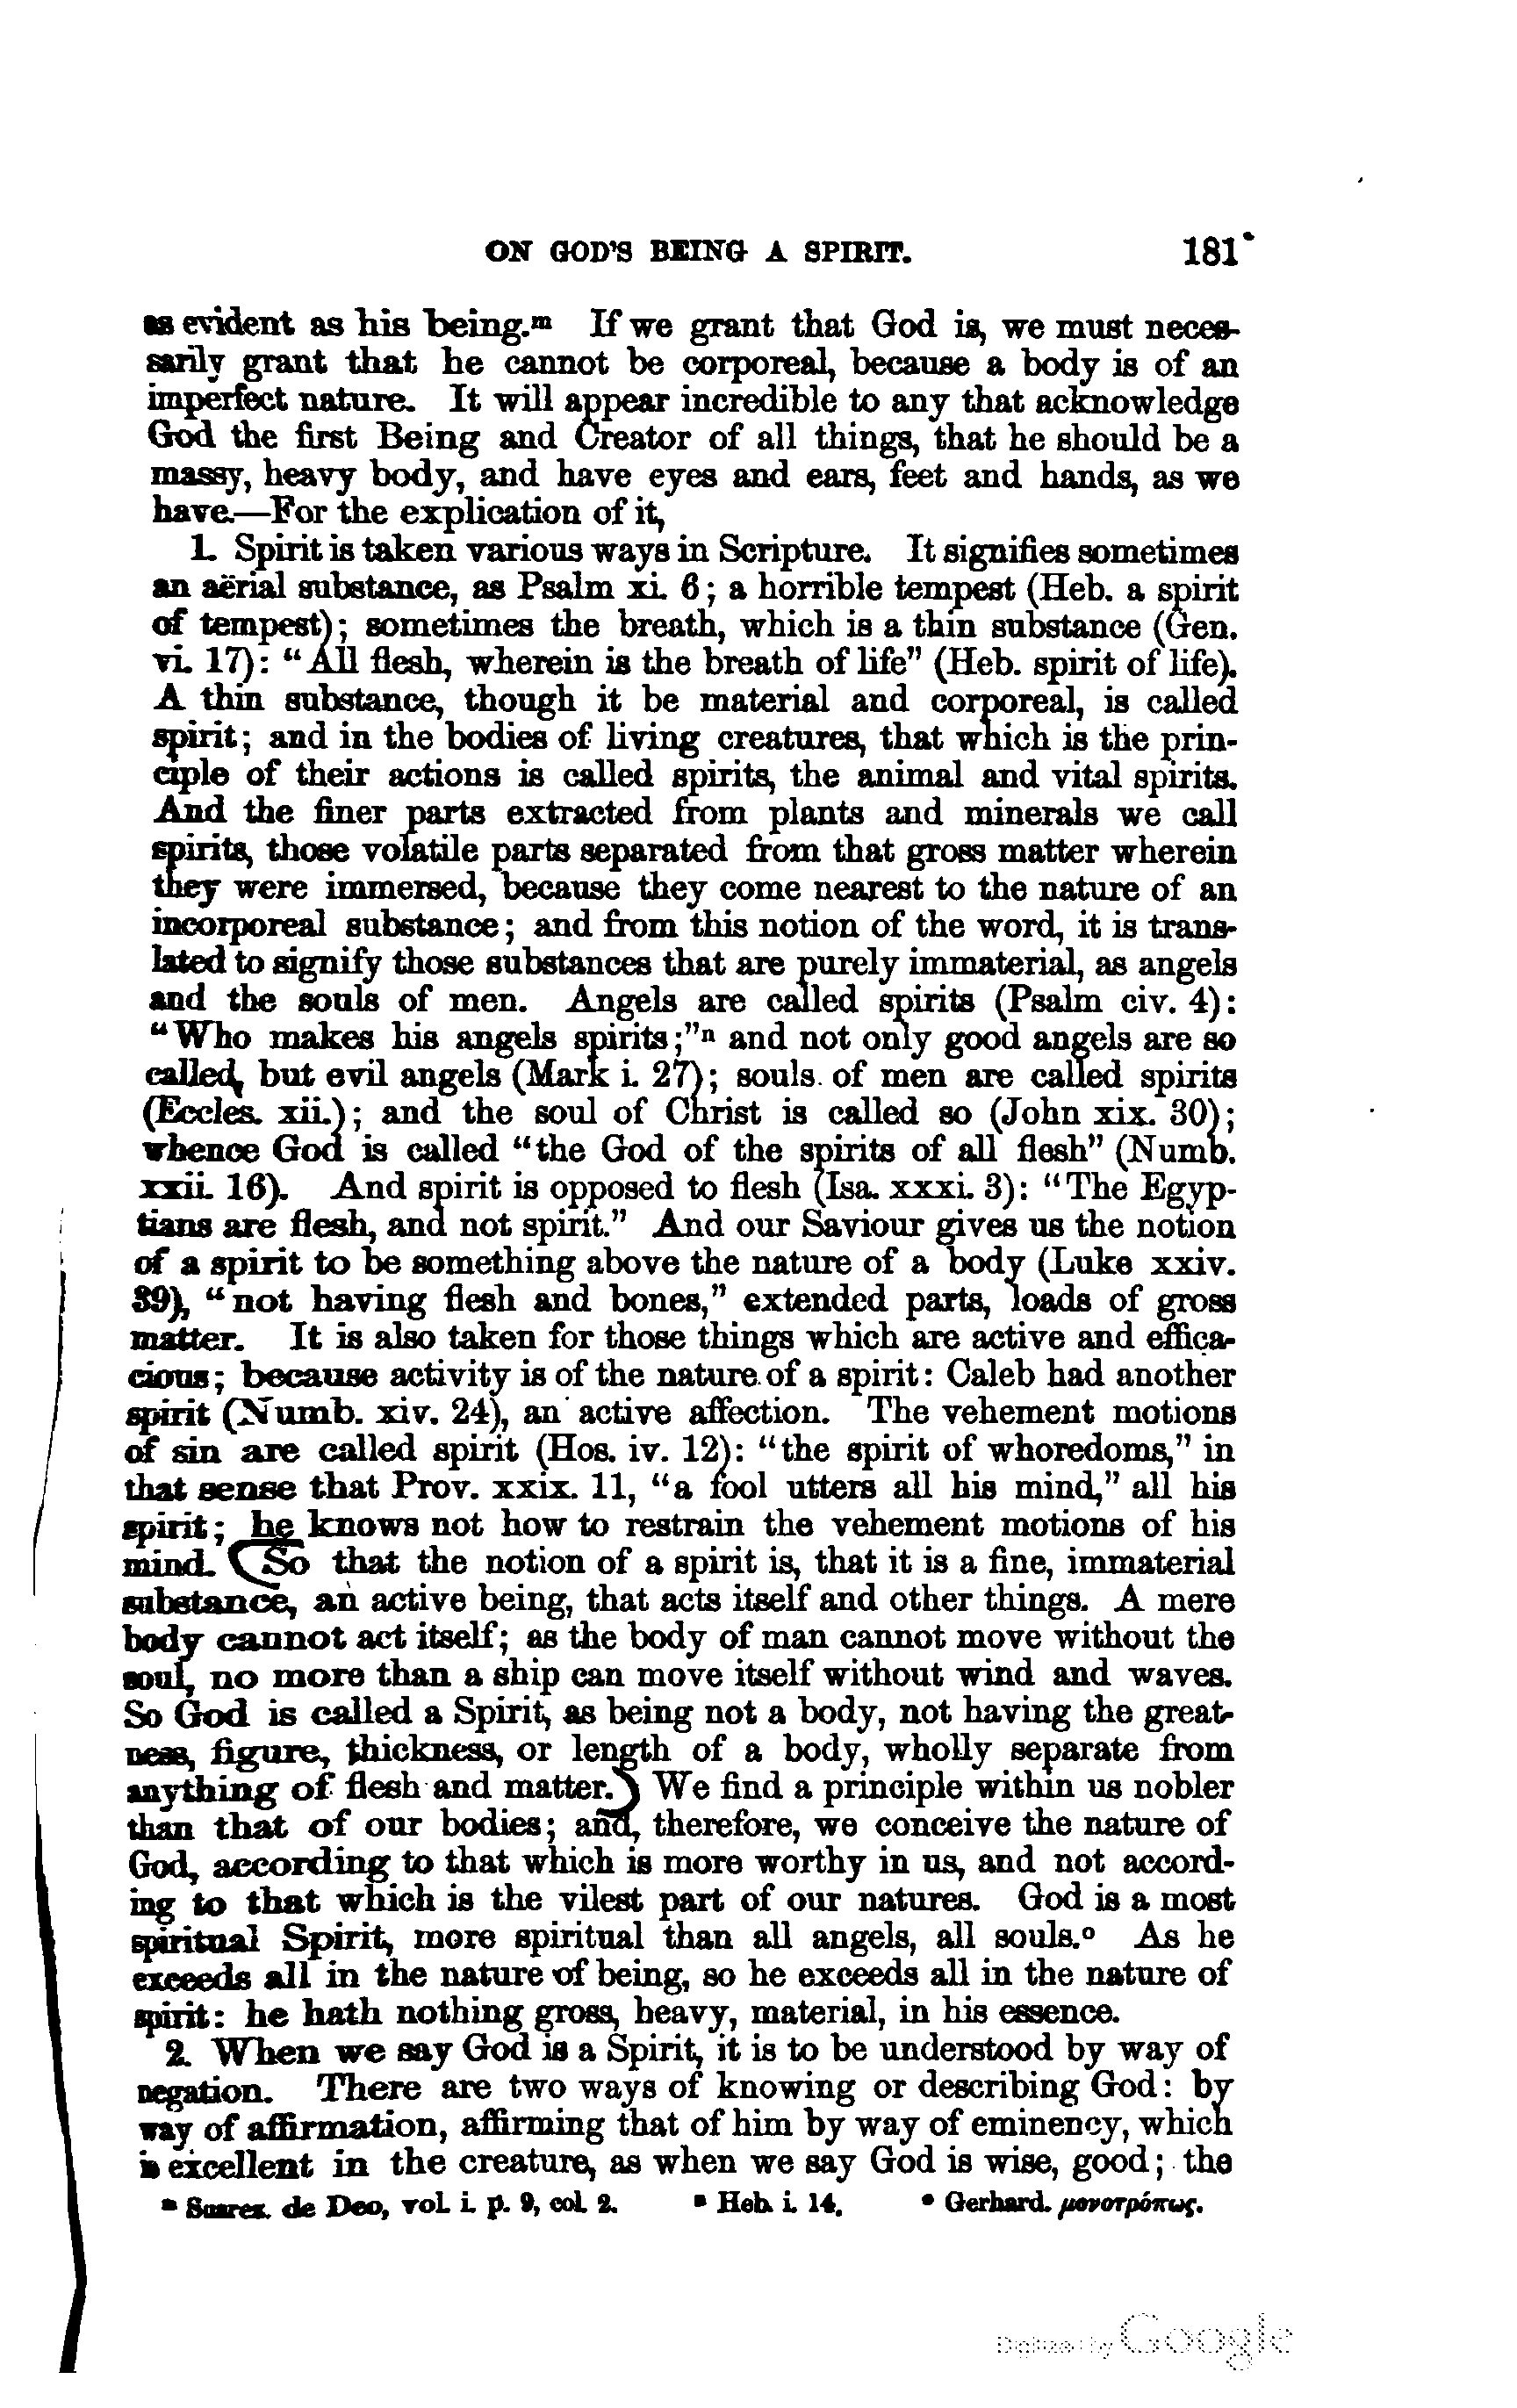 ON GOD'S BEING A SPIRIT. 181
as evident as his being.ᵐ If we grant that God is, we must neces-
sarily grant that he cannot be corporeal, because a body is of an
imperfect nature. It will appear incredible to any that acknowledge
God the first Being and Creator of all things, that he should be a
massy, heavy body, and have eyes and ears, feet and hands, as we
have.—For the explication of it,
1. Spirit is taken various ways in Scripture. It signifies sometimes
an aërial substance, as Psalm xi. 6; a horrible tempest (Heb. a spirit
of tempest); sometimes the breath, which is a thin substance (Gen.
vi. 17): "All flesh, wherein is the breath of life" (Heb. spirit of life).
A thin substance, though it be material and corporeal, is called
spirit; and in the bodies of living creatures, that which is the prin-
ciple of their actions is called spirits, the animal and vital spirits.
And the finer parts extracted from plants and minerals we call
spirits, those volatile parts separated from that gross matter wherein
they were immersed, because they come nearest to the nature of an
incorporeal substance; and from this notion of the word, it is trans-
lated to signify those substances that are purely immaterial, as angels
and the souls of men. Angels are called spirits (Psalm civ. 4):
"Who makes his angels spirits;"ⁿ and not only good angels are so
called, but evil angels (Mark i. 27); souls of men are called spirits
(Eccles. xii.); and the soul of Christ is called so (John xix. 30);
whence God is called "the God of the spirits of all flesh" (Numb.
xxii. 16). And spirit is opposed to flesh (Isa. xxxi. 3): "The Egyp-
tians are flesh, and not spirit." And our Saviour gives us the notion
of a spirit to be something above the nature of a body (Luke xxiv.
39), "not having flesh and bones," extended parts, loads of gross
matter. It is also taken for those things which are active and effica-
cious; because activity is of the nature of a spirit: Caleb had another
spirit (Numb. xiv. 24), an active affection. The vehement motions
of sin are called spirit (Hos. iv. 12): "the spirit of whoredoms," in
that sense that Prov. xxix. 11, "a fool utters all his mind," all his
spirit; he knows not how to restrain the vehement motions of his
mind. So that the notion of a spirit is, that it is a fine, immaterial
substance, an active being, that acts itself and other things. A mere
body cannot act itself; as the body of man cannot move without the
soul, no more than a ship can move itself without wind and waves.
So God is called a Spirit, as being not a body, not having the great-
ness, figure, thickness, or length of a body, wholly separate from
anything of flesh and matter. We find a principle within us nobler
than that of our bodies; and, therefore, we conceive the nature of
God, according to that which is more worthy in us, and not accord-
ing to that which is the vilest part of our natures. God is a most
spiritual Spirit, more spiritual than all angels, all souls.º As he
exceeds all in the nature of being, so he exceeds all in the nature of
spirit: he hath nothing gross, heavy, material, in his essence.
2. When we say God is a Spirit, it is to be understood by way of
negation. There are two ways of knowing or describing God: by
way of affirmation, affirming that of him by way of eminency, which
is excellent in the creature, as when we say God is wise, good; the
ᵐ Suarez. de Deo, vol. i. p. 9, col. 2. ⁿ Heb. i. 14. º Gerhard. μονοτρόπως.
Digitized by Google